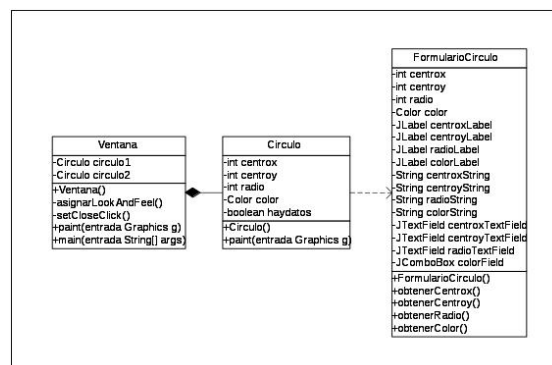 Ventana
-Circulo circulo1
-Circulo circulo2
+Ventana()
-asignarLookAndFeel()
-setCloseClick()
+paint(entrada Graphics g)
+main(entrada String[] args)
Circulo
-int centrox
-int centroy
-int radio
-Color color
-boolean haydatos
+Circulo()
+paint(entrada Graphics g)
FormularioCirculo
-int centrox
-int centroy
-int radio
-Color color
-JLabel centroxLabel
-JLabel centroyLabel
-JLabel radioLabel
-JLabel colorLabel
-String centroxString
-String centroyString
-String radioString
-String colorString
-JTextField centroxTextField
-JTextField centroyTextField
-JTextField radioTextField
-JComboBox colorField
+FormularioCirculo()
+obtenerCentrox()
+obtenerCentroy()
+obtenerRadio()
+obtenerColor()